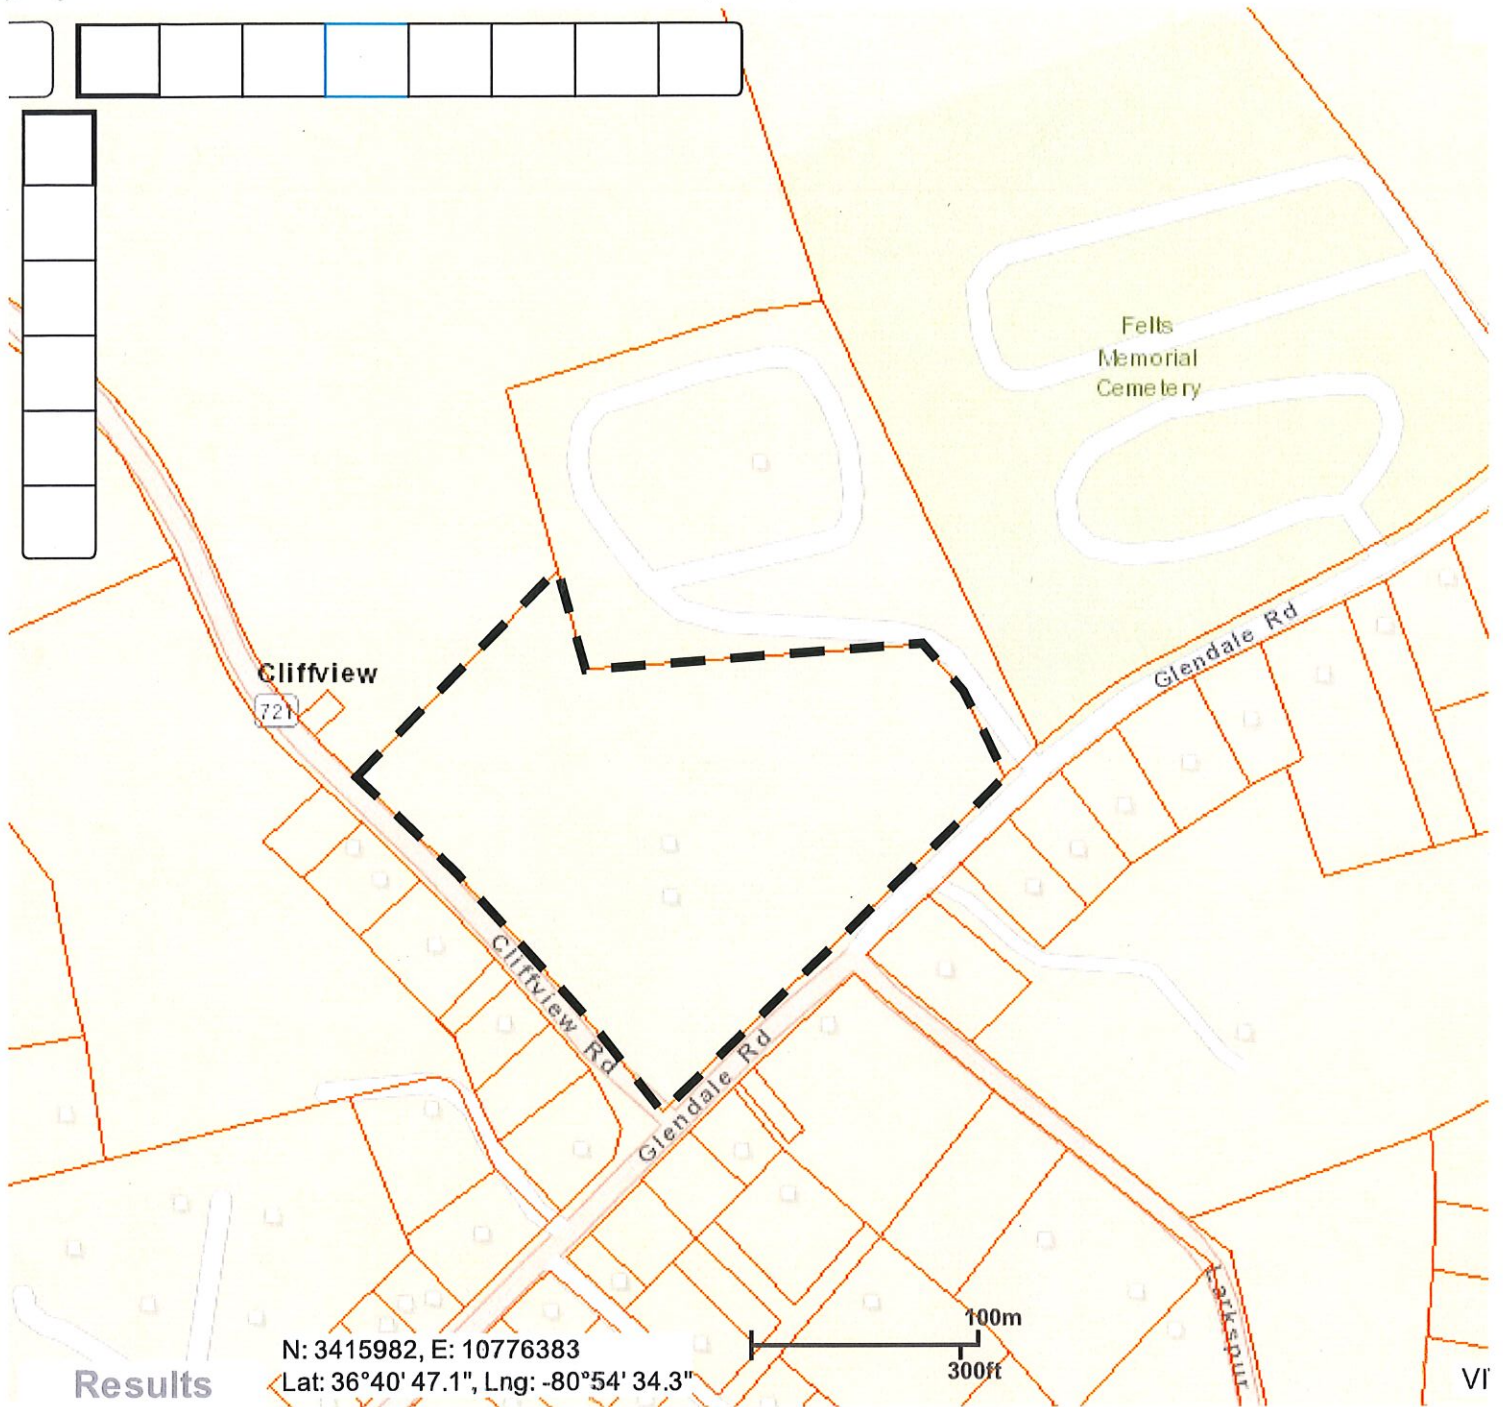 Felts
Memorial
Cemetery
Glendale Rd
Cliffview
721
Cliffview Rd
Glendale Rd
Larkspur
100m
300ft
N: 3415982, E: 10776383
Lat: 36°40' 47.1", Lng: -80°54' 34.3"
Results